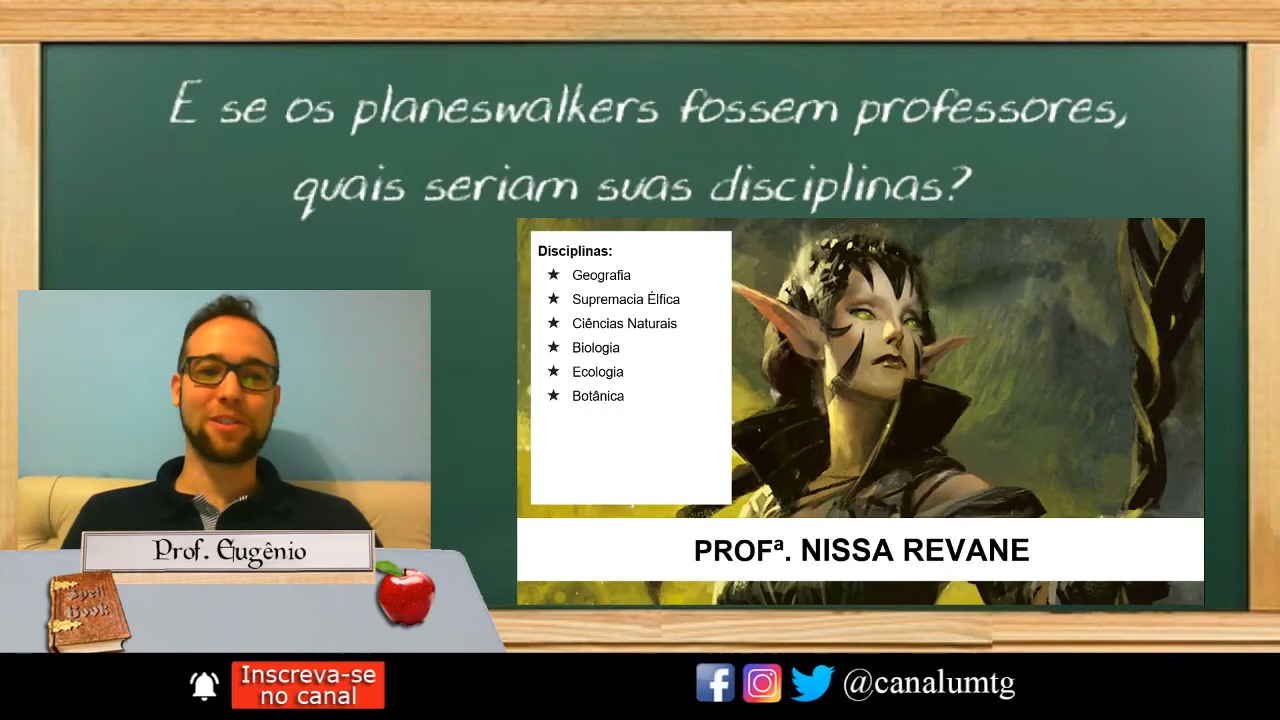 E se os planeswalkers fossem professores,
quais seriam suas disciplinas?
Disciplinas:
★ Geografia
★ Supremacia Élfica
★ Ciências Naturais
★ Biologia
★ Ecologia
★ Botânica
PROFª. NISSA REVANE
Prof. Eugênio
Spell
Book
Inscreva-se
no canal
@canalumtg